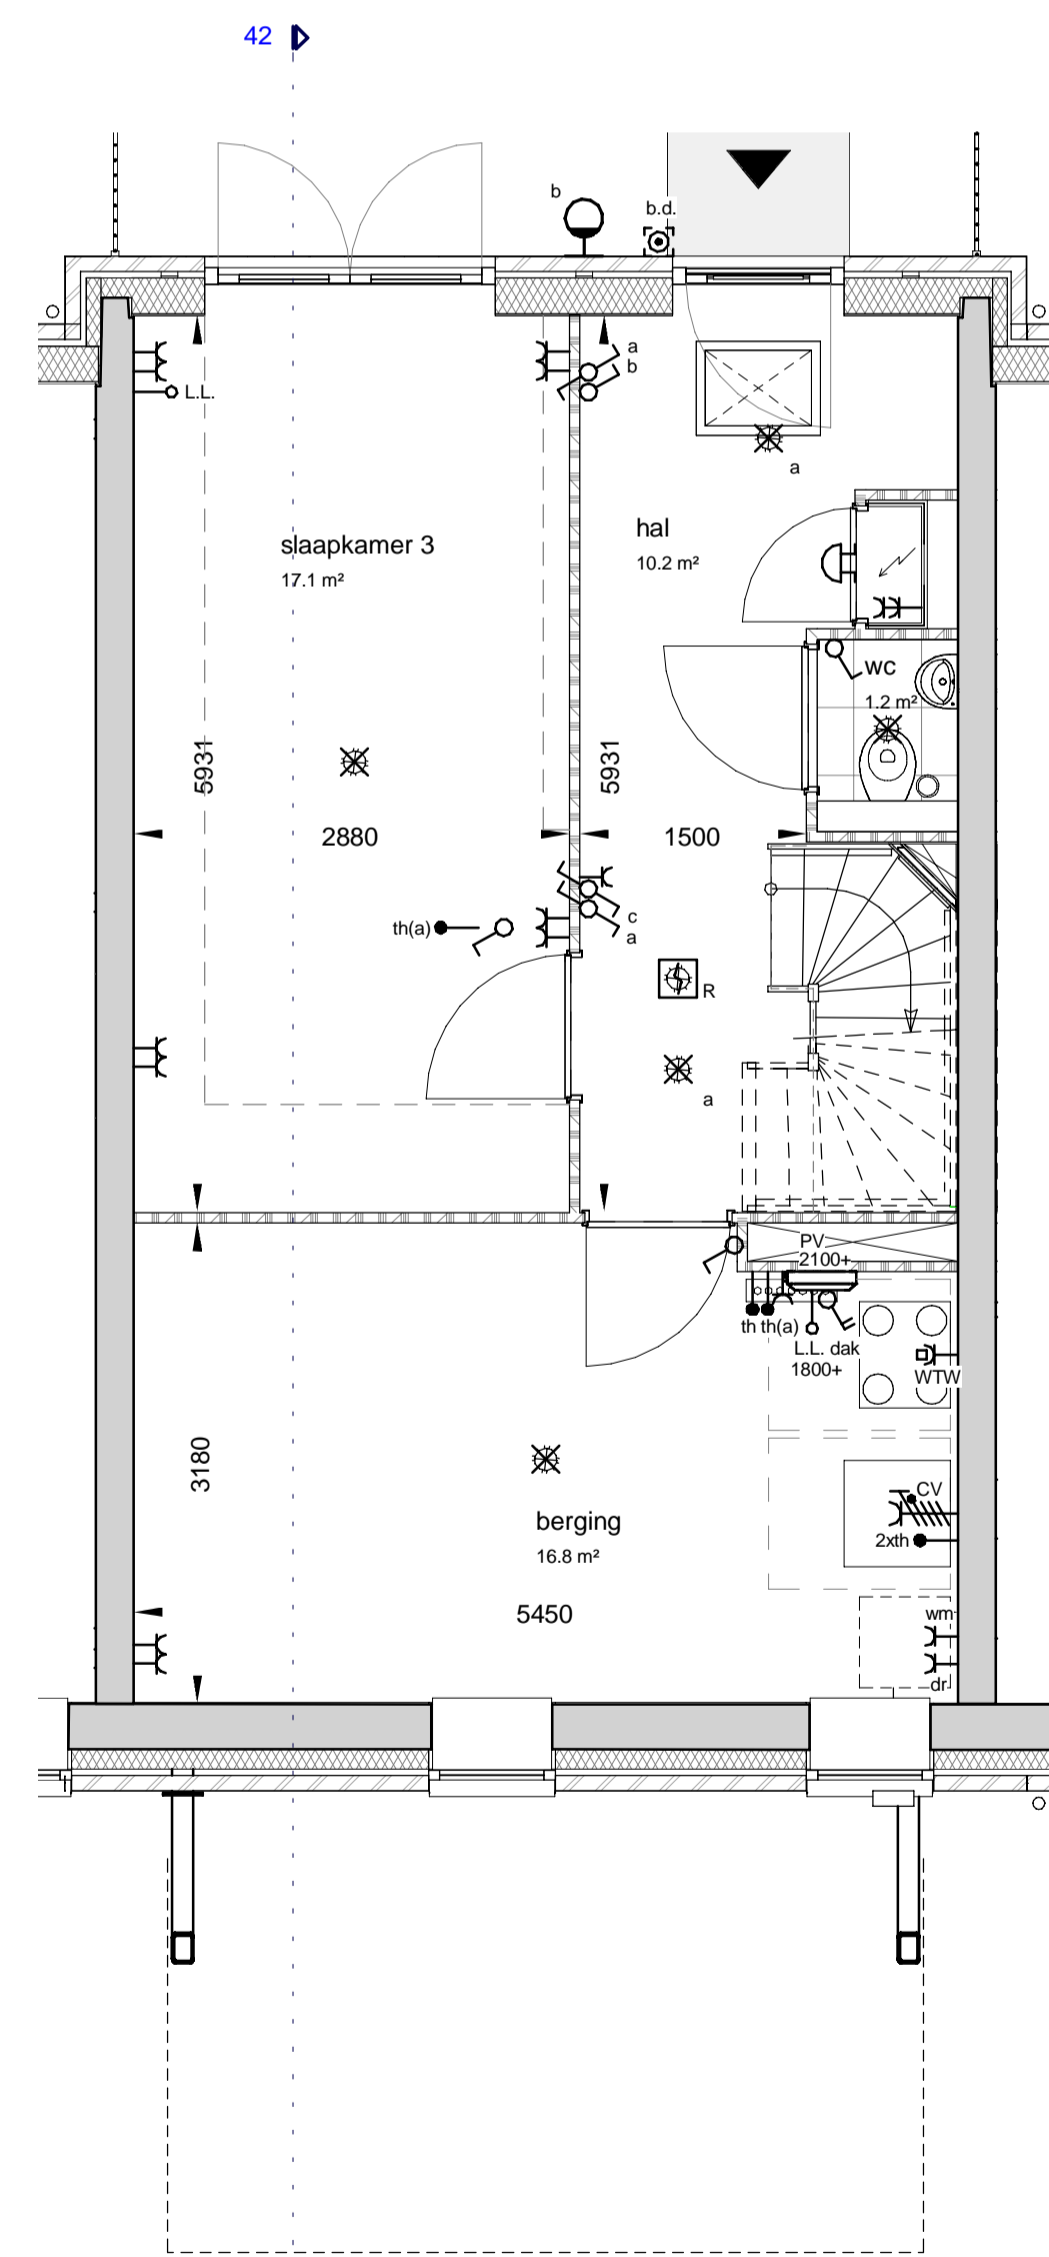 42
b
b.d.
a
b
L.L.
a
slaapkamer 3
17.1 m²
hal
10.2 m²
wc
1.2 m²
5931
5931
2880
1500
th(a)
c
a
R
a
PV
2100+
th th(a)
L.L. dak
1800+
WTW
3180
CV
berging
16.8 m²
2xth
5450
wm
dr